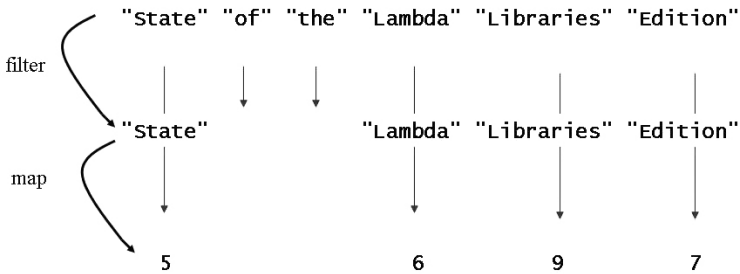 "State" "of" "the" "Lambda" "Libraries" "Edition"
filter
"State" "Lambda" "Libraries" "Edition"
map
5 6 9 7